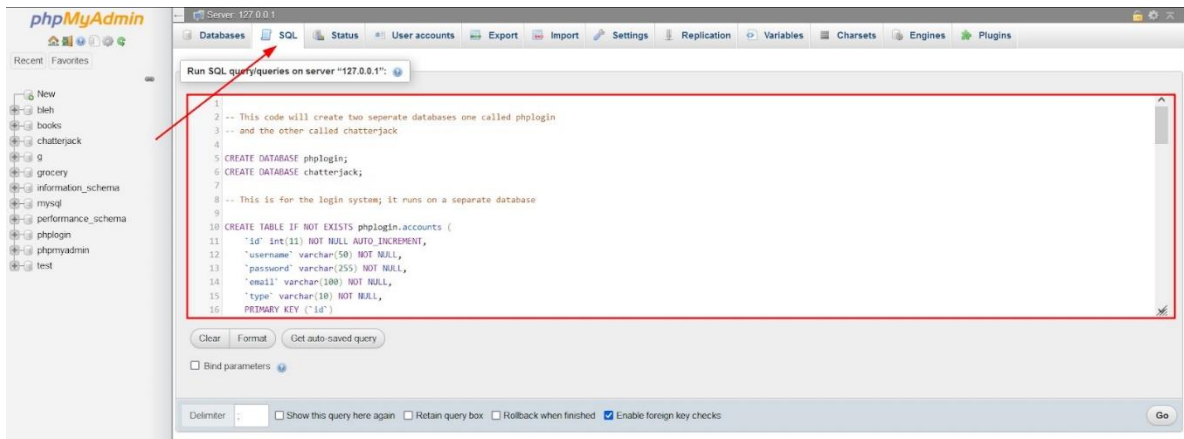 phpMyAdmin
Recent Favorites
New
bleh
books
chatterjack
g
grocery
information_schema
mysql
performance_schema
phplogin
phpmyadmin
test
Server: 127.0.0.1
Databases SQL Status User accounts Export Import Settings Replication Variables Charsets Engines Plugins
Run SQL query/queries on server "127.0.0.1":
1
2 -- This code will create two seperate databases one called phplogin
3 -- and the other called chatterjack
4
5 CREATE DATABASE phplogin;
6 CREATE DATABASE chatterjack;
7
8 -- This is for the login system; it runs on a separate database
9
10 CREATE TABLE IF NOT EXISTS phplogin.accounts (
11 `id` int(11) NOT NULL AUTO_INCREMENT,
12 `username` varchar(50) NOT NULL,
13 `password` varchar(255) NOT NULL,
14 `email` varchar(100) NOT NULL,
15 `type` varchar(10) NOT NULL,
16 PRIMARY KEY (`id`)
Clear Format Get auto-saved query
Bind parameters
Delimiter ; Show this query here again Retain query box Rollback when finished Enable foreign key checks Go